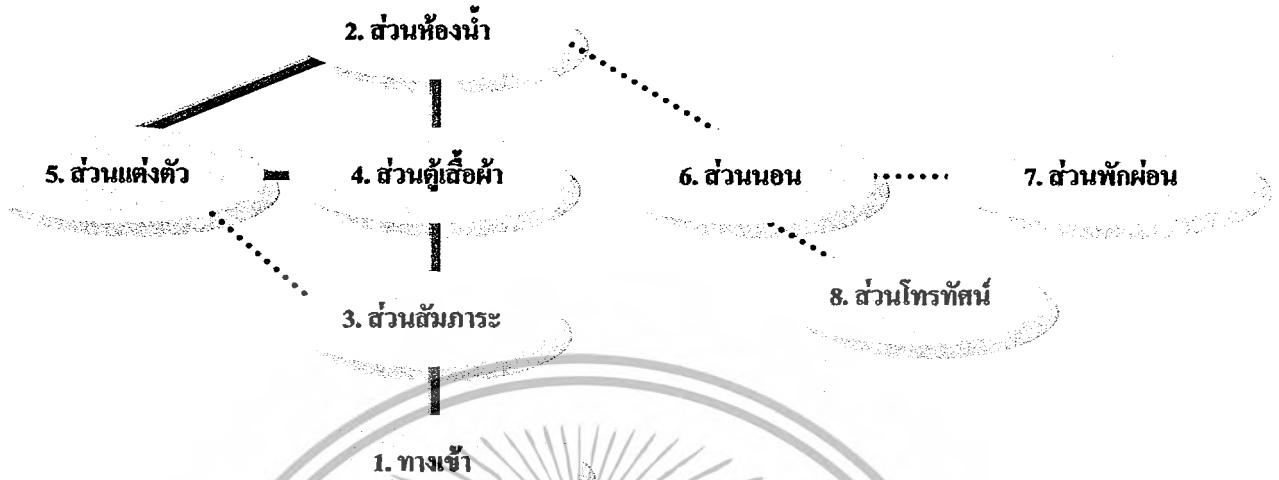 2. ส่วนห้องน้ำ
5. ส่วนแต่งตัว
4. ส่วนตู้เสื้อผ้า
6. ส่วนนอน
7. ส่วนพักผ่อน
8. ส่วนโทรทัศน์
3. ส่วนสัมภาระ
1. ทางเข้า